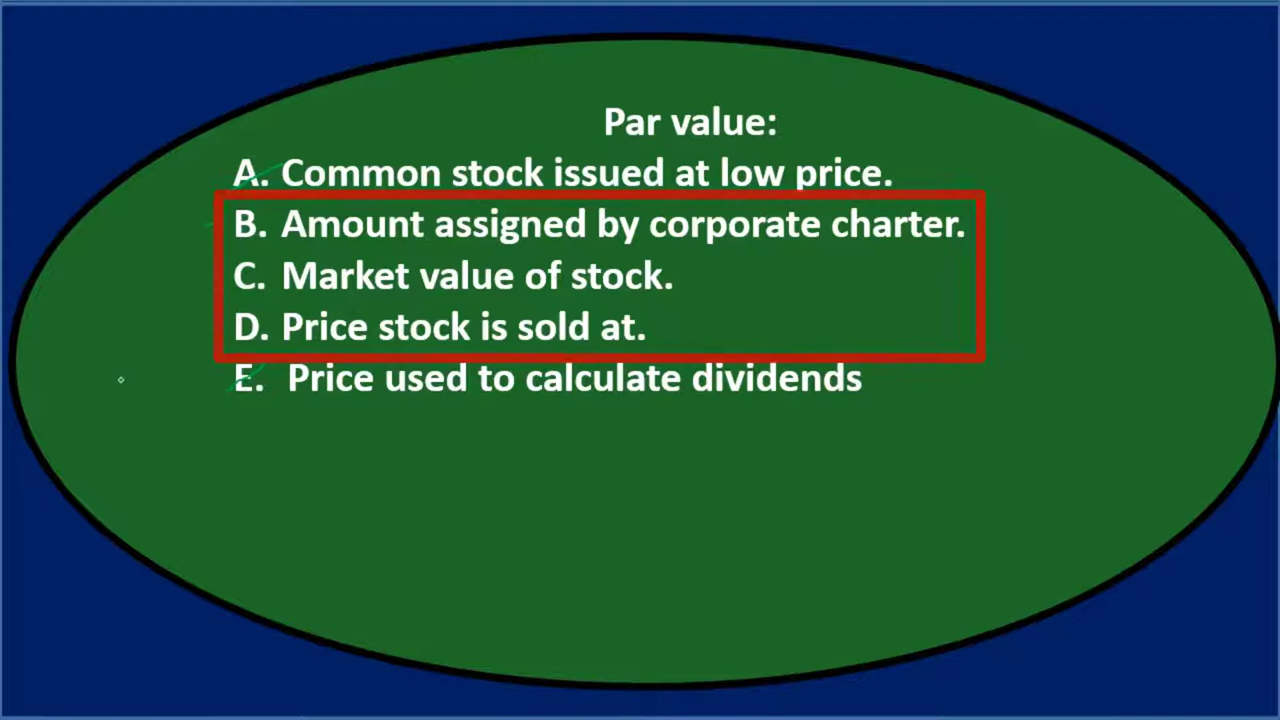 Par value:
A. Common stock issued at low price.
B. Amount assigned by corporate charter.
C. Market value of stock.
D. Price stock is sold at.
E. Price used to calculate dividends